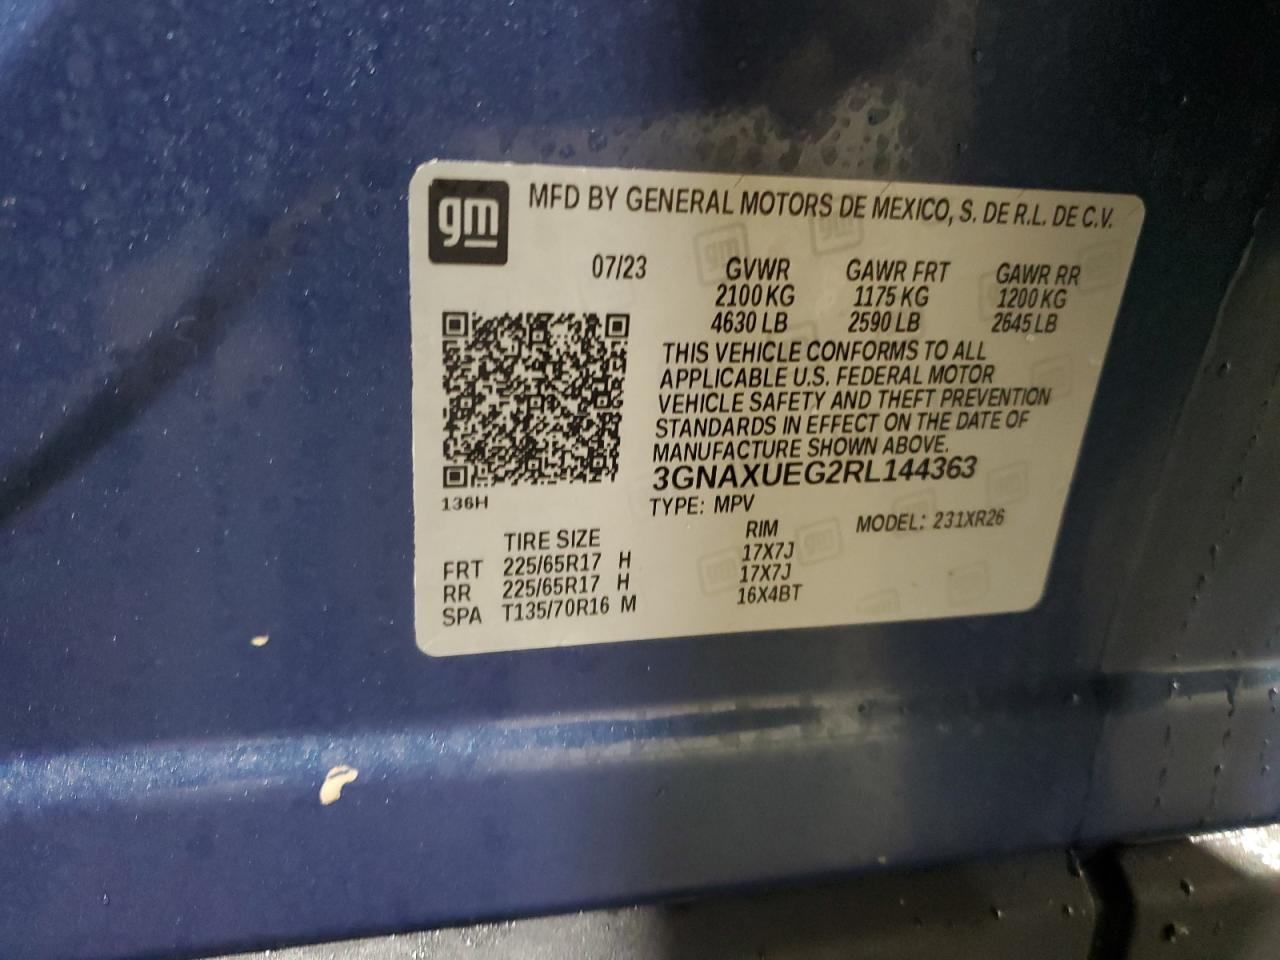 gm
MFD BY GENERAL MOTORS DE MEXICO, S. DE R.L. DE C.V.
07/23 GVWR GAWR FRT GAWR RR
2100 KG 1175 KG 1200 KG
4630 LB 2590 LB 2645 LB
THIS VEHICLE CONFORMS TO ALL
APPLICABLE U.S. FEDERAL MOTOR
VEHICLE SAFETY AND THEFT PREVENTION
STANDARDS IN EFFECT ON THE DATE OF
MANUFACTURE SHOWN ABOVE.
3GNAXUEG2RL144363
136H
TYPE: MPV MODEL: 231XR26
TIRE SIZE RIM
FRT 225/65R17 H 17X7J
RR 225/65R17 H 17X7J
SPA T135/70R16 M 16X4BT